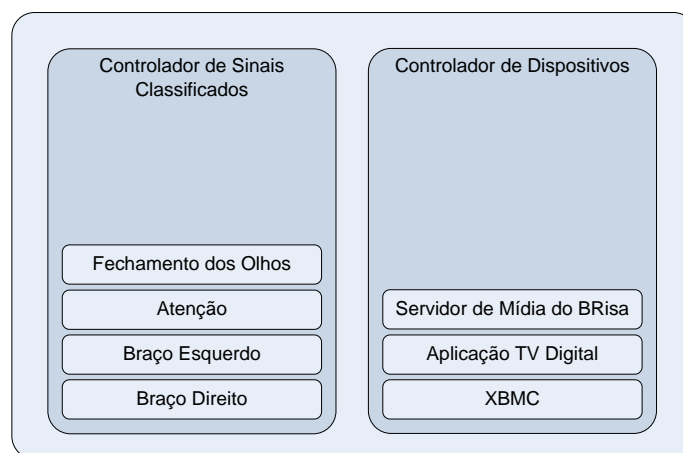 Controlador de Sinais
Classificados
Fechamento dos Olhos
Atenção
Braço Esquerdo
Braço Direito
Controlador de Dispositivos
Servidor de Mídia do BRisa
Aplicação TV Digital
XBMC